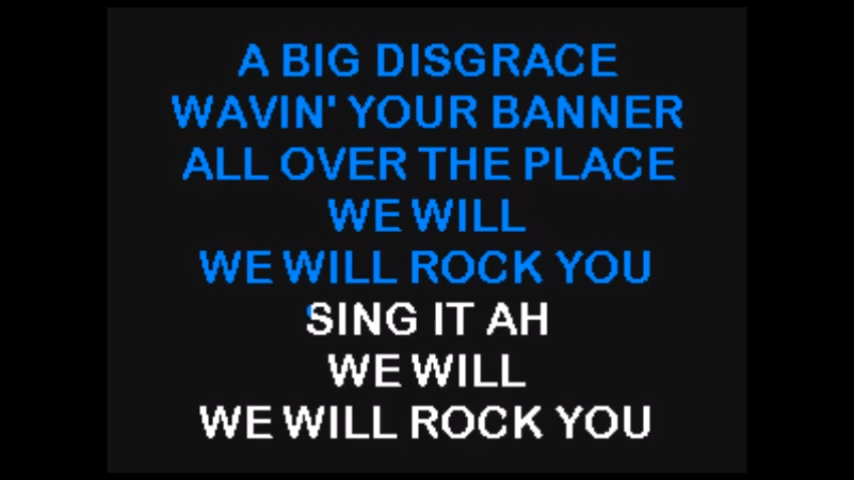 A BIG DISGRACE
WAVIN' YOUR BANNER
ALL OVER THE PLACE
WE WILL
WE WILL ROCK YOU
SING IT AH
WE WILL
WE WILL ROCK YOU